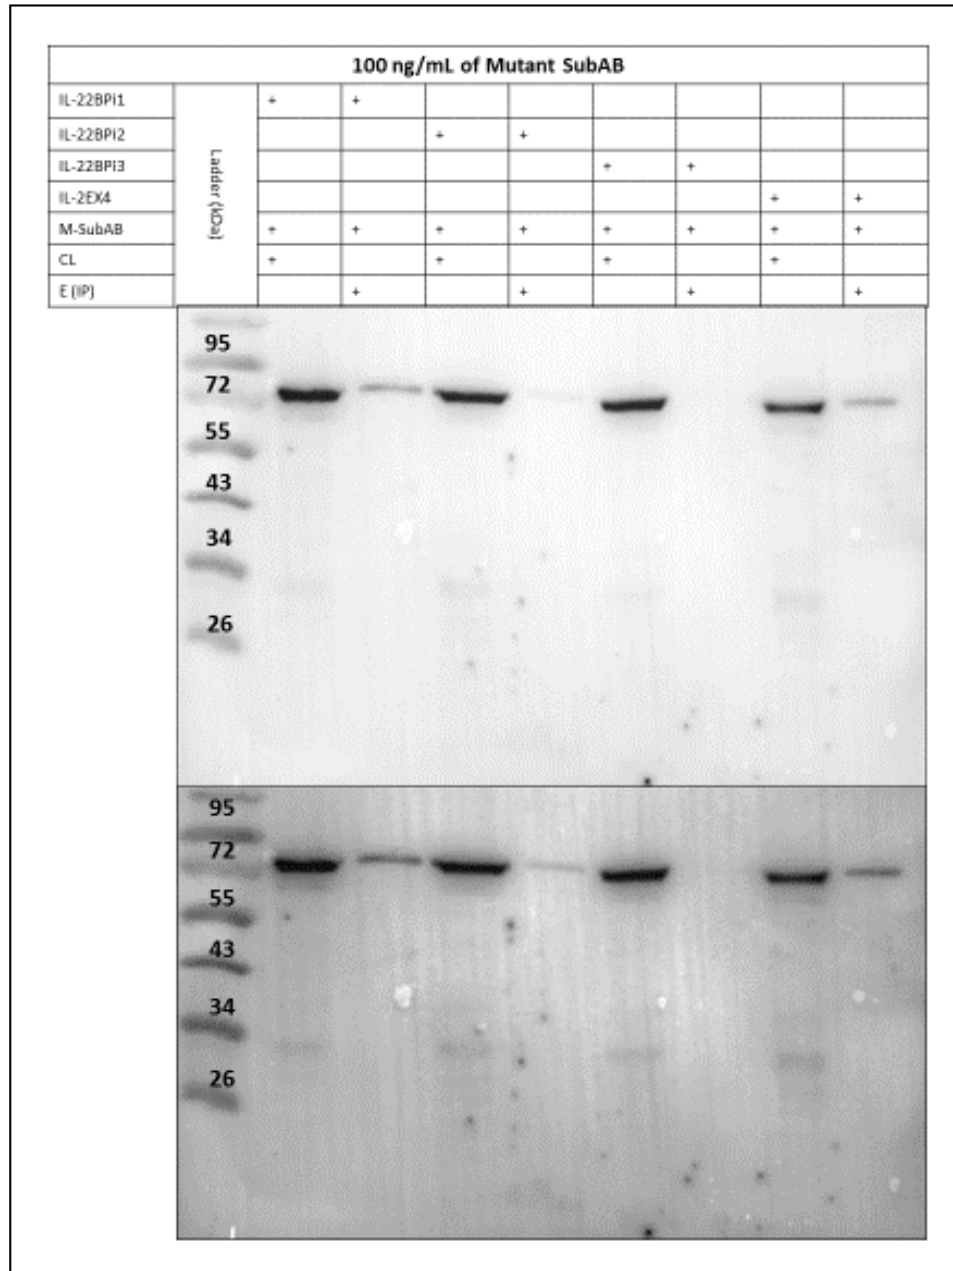 100 ng/mL of Mutant SubAB
IL-22BPi1 + +
IL-22BPi2 + +
IL-22BPi3 + +
IL-2EX4 + +
M-SubAB + + + + + + + +
CL + + + +
E (IP) + + + +
Ladder (kDa)
95
72
55
43
34
26
95
72
55
43
34
26